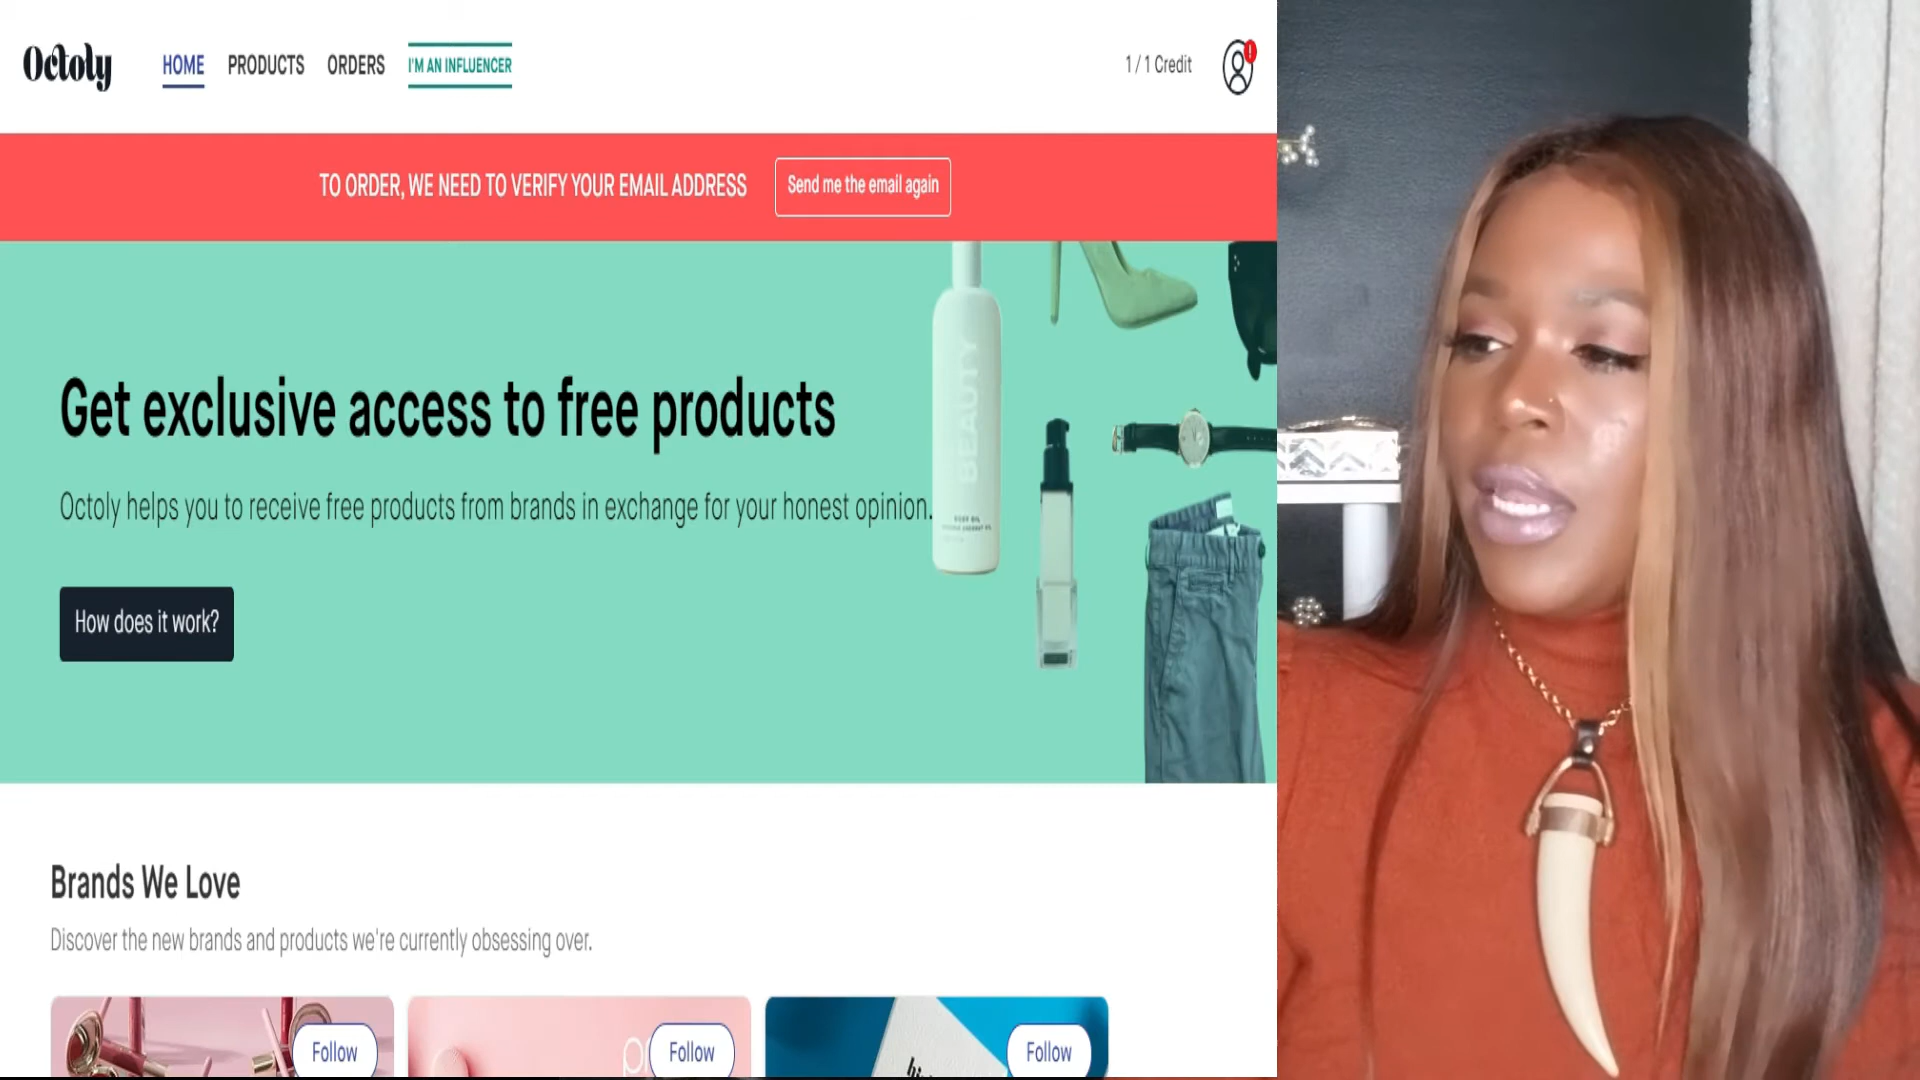 Octoly
HOME PRODUCTS ORDERS I'M AN INFLUENCER
1 / 1 Credit
TO ORDER, WE NEED TO VERIFY YOUR EMAIL ADDRESS
Send me the email again
Get exclusive access to free products
Octoly helps you to receive free products from brands in exchange for your honest opinion.
How does it work?
BEAUTY
BODY OIL
Brands We Love
Discover the new brands and products we're currently obsessing over.
Follow
Follow
Follow